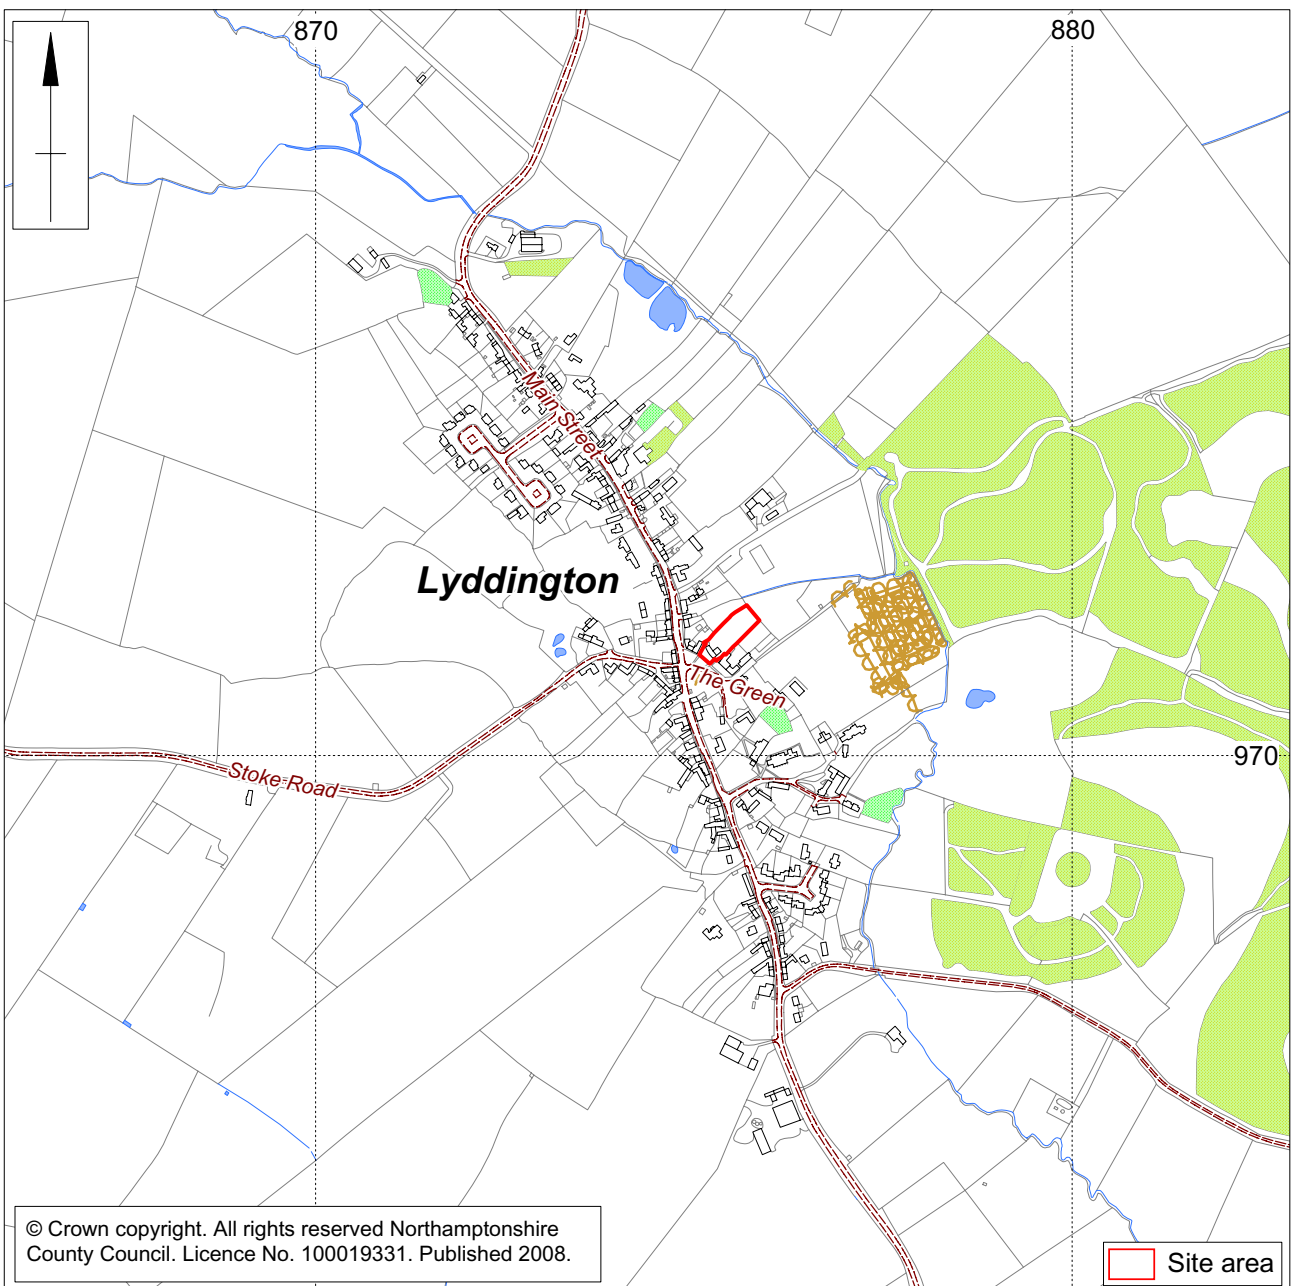 870
880
Main Street
Lyddington
The Green
970
Stoke Road
© Crown copyright. All rights reserved Northamptonshire
County Council. Licence No. 100019331. Published 2008.
Site area